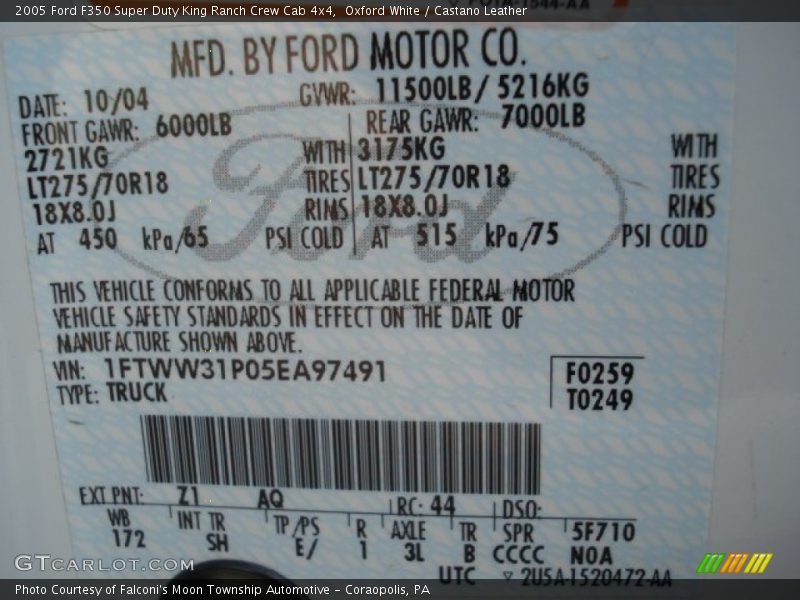 2005 Ford F350 Super Duty King Ranch Crew Cab 4x4, Oxford White / Castano Leather
MFD. BY FORD MOTOR CO.
DATE: 10/04 GVWR: 11500LB/ 5216KG
FRONT GAWR: 6000LB REAR GAWR: 7000LB
2721KG WITH 3175KG WITH
LT275/70R18 TIRES LT275/70R18 TIRES
18X8.0J RIMS 18X8.0J RIMS
AT 450 kPa/65 PSI COLD AT 515 kPa/75 PSI COLD
Ford
THIS VEHICLE CONFORMS TO ALL APPLICABLE FEDERAL MOTOR
VEHICLE SAFETY STANDARDS IN EFFECT ON THE DATE OF
MANUFACTURE SHOWN ABOVE.
VIN: 1FTWW31P05EA97491 F0259
TYPE: TRUCK T0249
EXT PNT: Z1 AQ RC: 44 DSO:
WB INT TR TP/PS R AXLE TR SPR 5F710
172 SH E/ 1 3L B CCCC N0A
UTC ▽ 2U5A-1520472-AA
GTCARLOT.COM
Photo Courtesy of Falconi's Moon Township Automotive – Coraopolis, PA